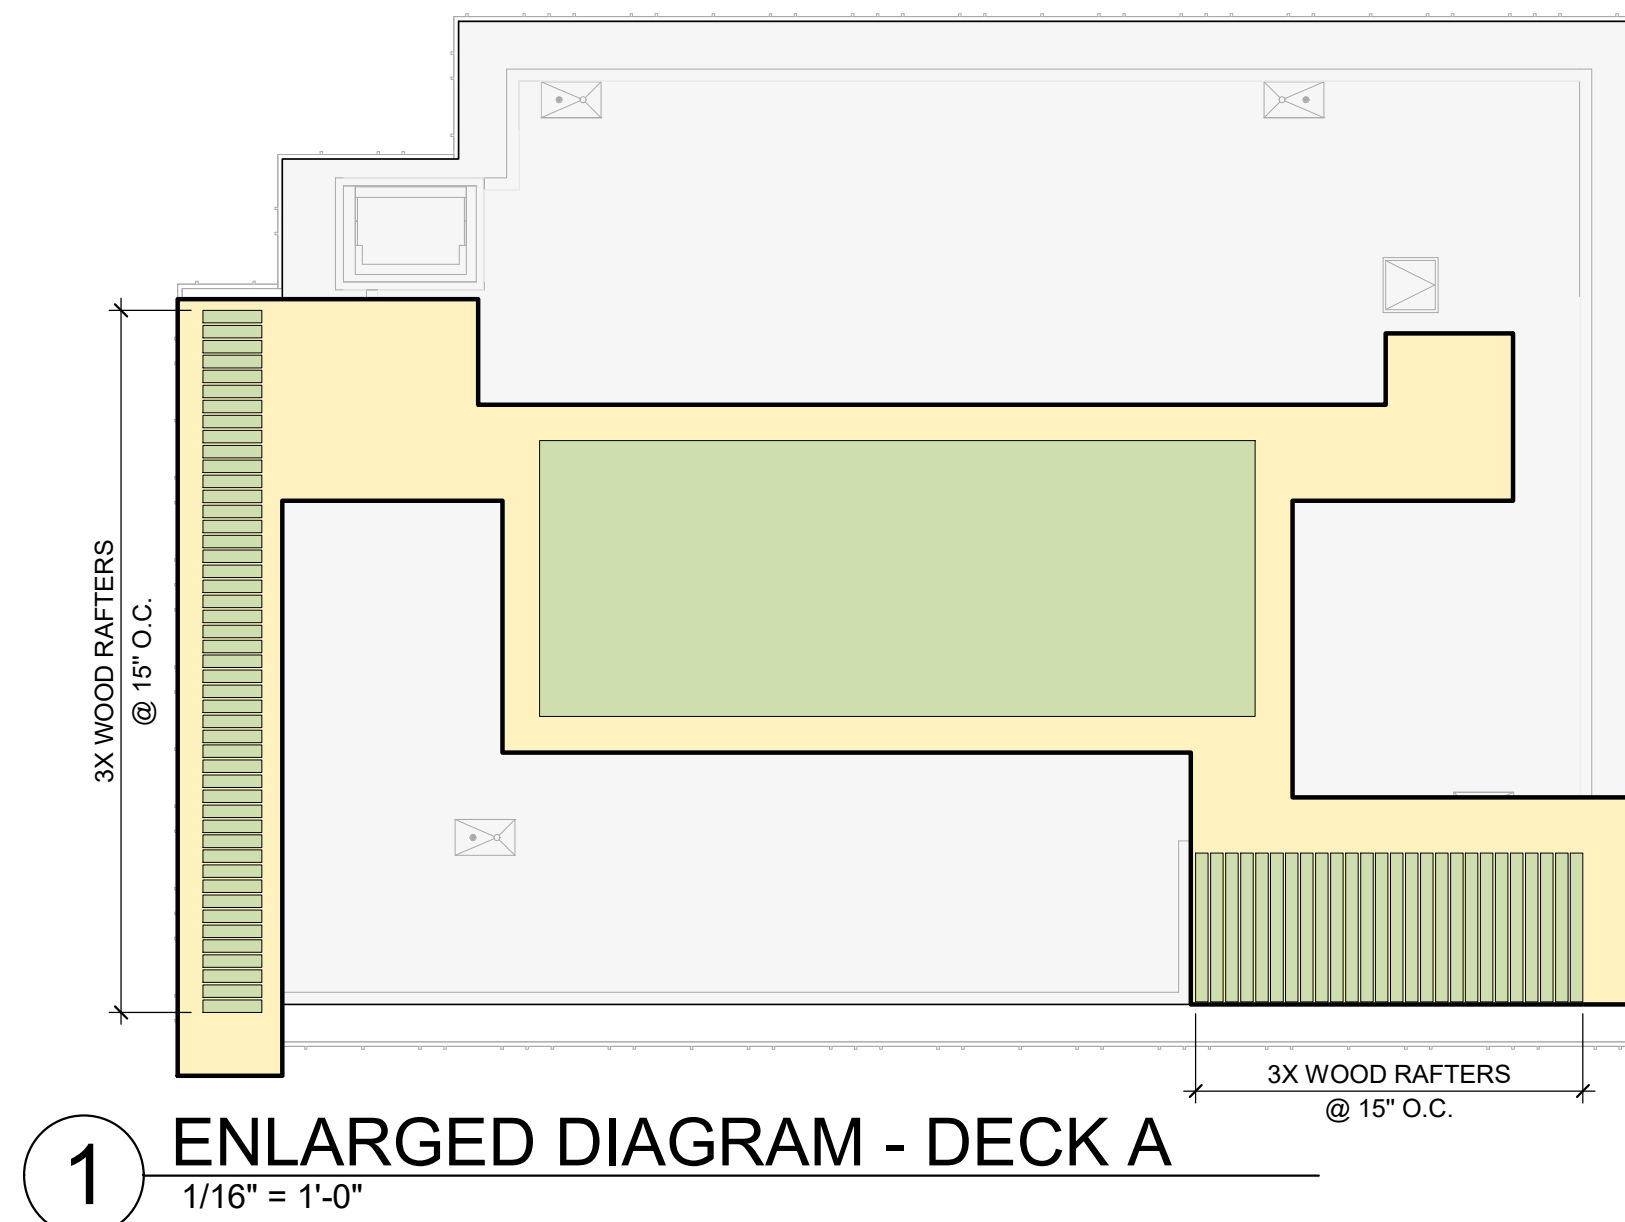 3X WOOD RAFTERS
@ 15" O.C.
3X WOOD RAFTERS
@ 15" O.C.
1
ENLARGED DIAGRAM - DECK A
1/16" = 1'-0"